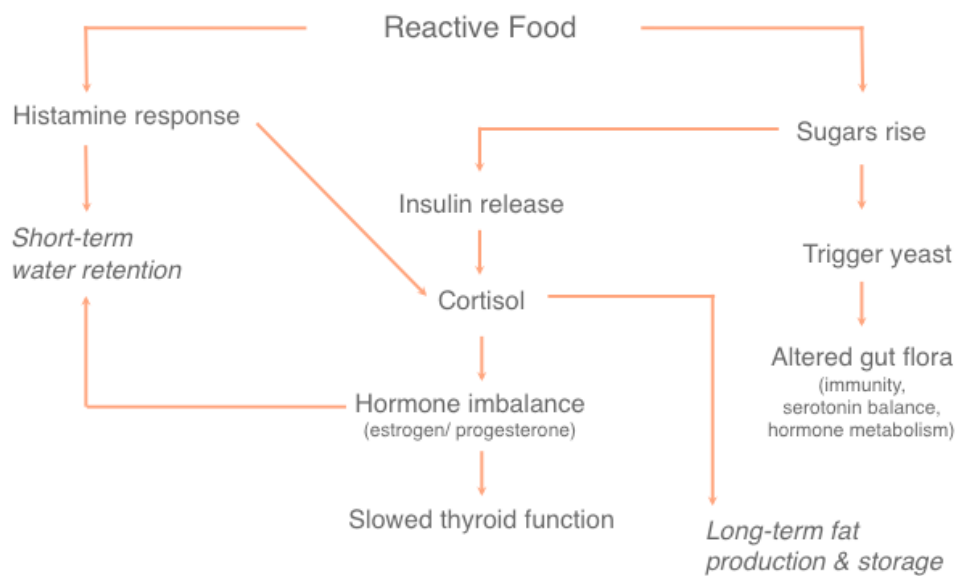 Reactive Food
Histamine response
Sugars rise
Insulin release
Short-term
water retention
Trigger yeast
Cortisol
Altered gut flora
(immunity,
serotonin balance,
hormone metabolism)
Hormone imbalance
(estrogen/ progesterone)
Slowed thyroid function
Long-term fat
production & storage